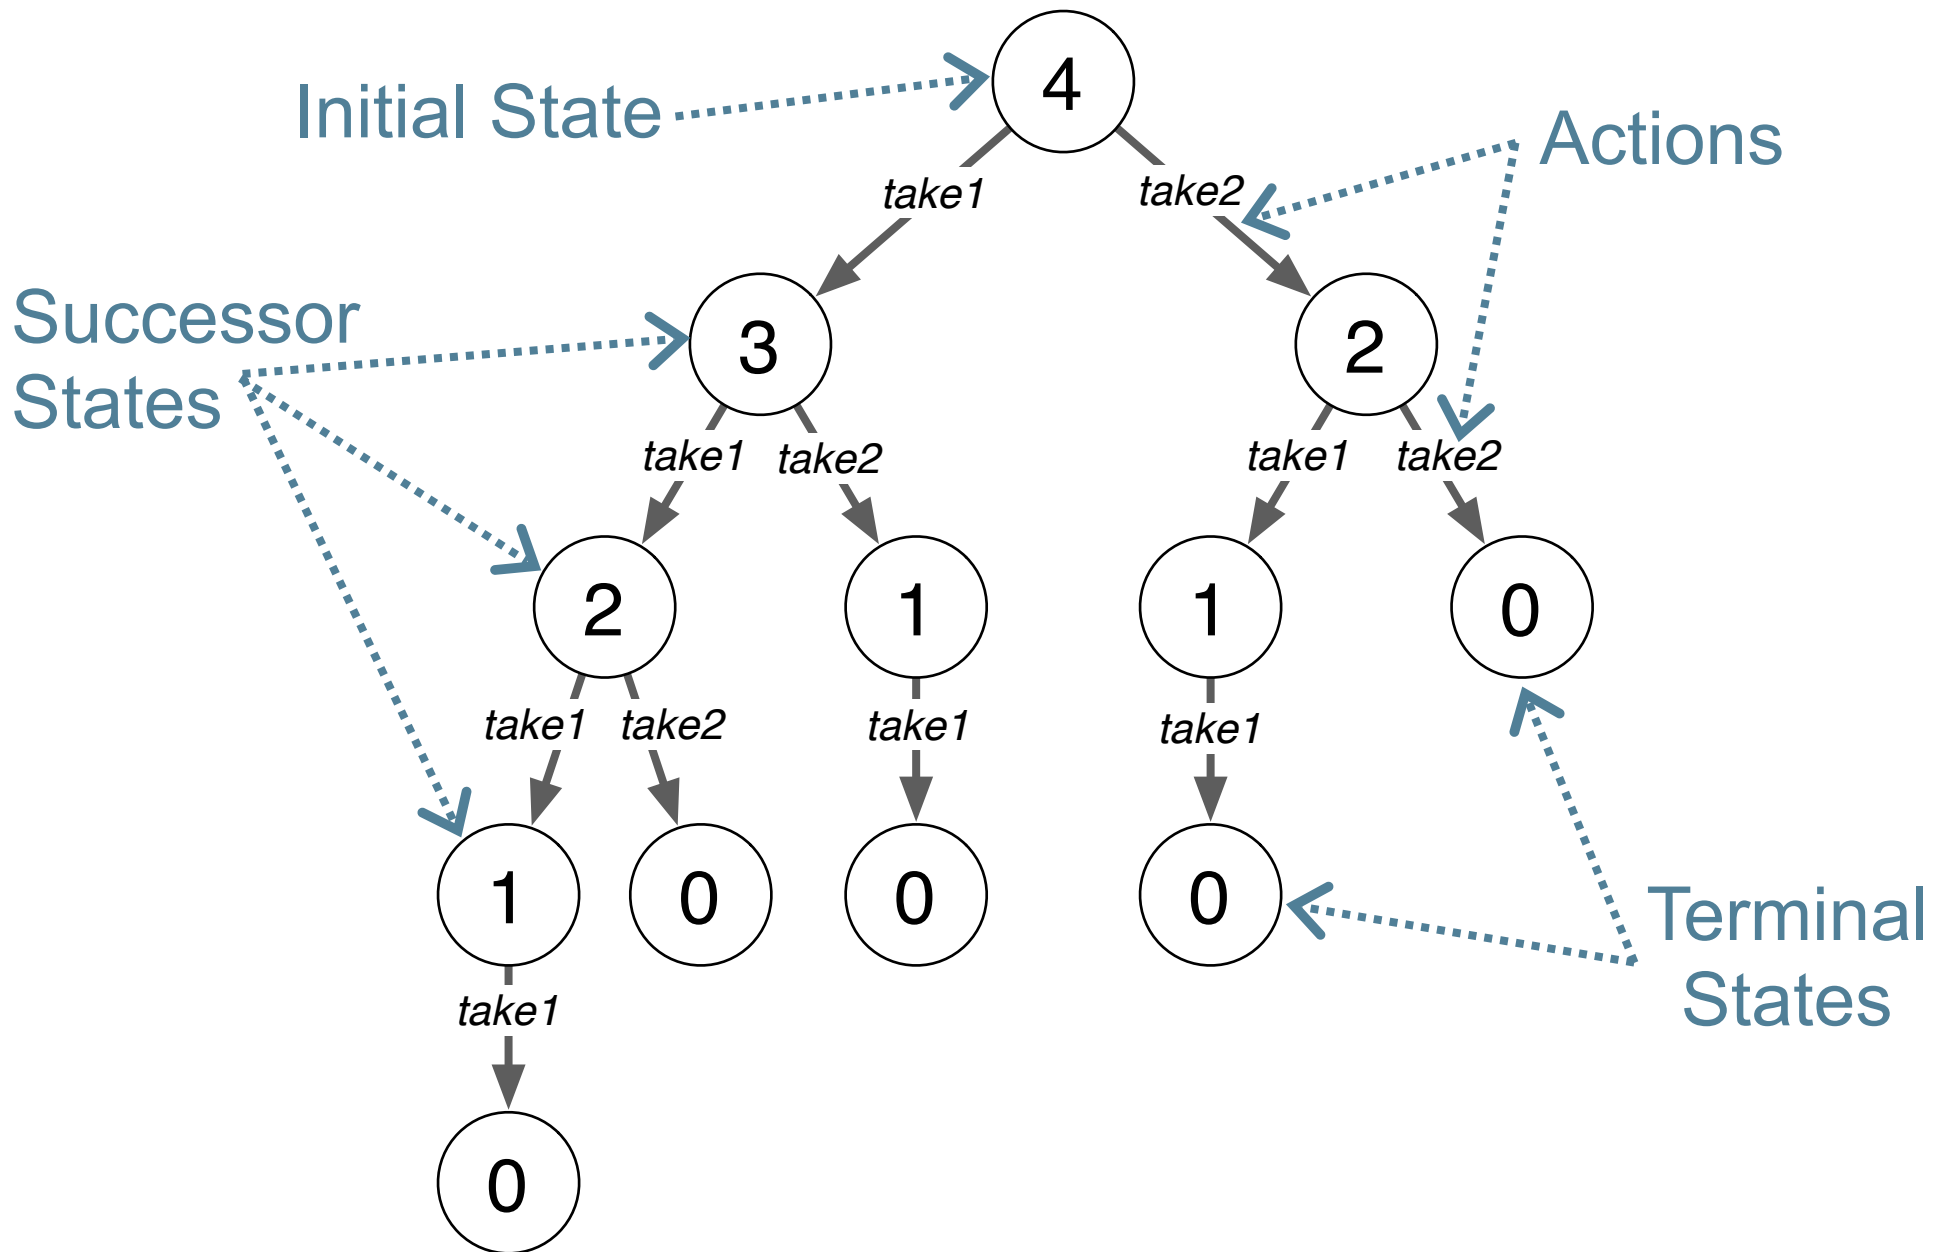 4
Initial State
Actions
take1
take2
Successor
States
3
2
take1
take2
take1
take2
2
1
1
0
take1
take2
take1
take1
1
0
0
0
Terminal
States
take1
0